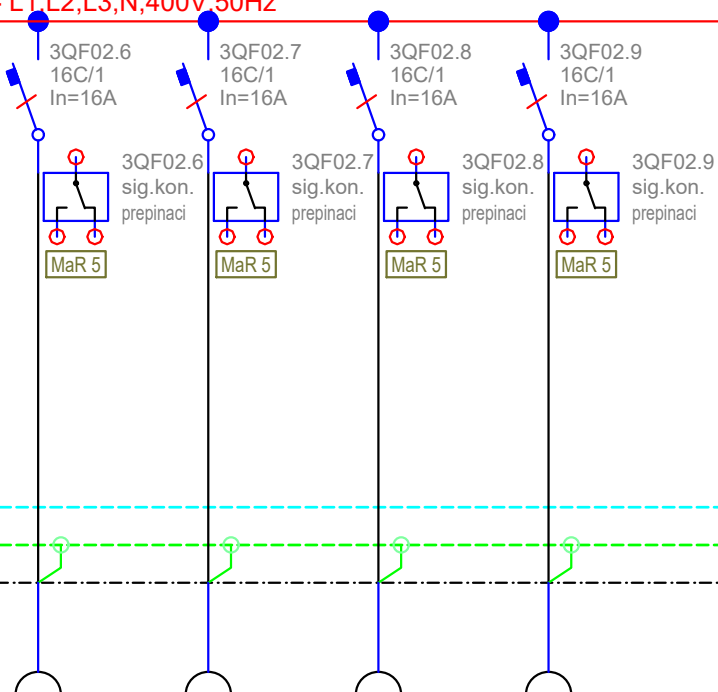 L1,L2,L3,N,400V,50Hz
3QF02.6
16C/1
In=16A
3QF02.7
16C/1
In=16A
3QF02.8
16C/1
In=16A
3QF02.9
16C/1
In=16A
3QF02.6
sig.kon.
prepinaci
3QF02.7
sig.kon.
prepinaci
3QF02.8
sig.kon.
prepinaci
3QF02.9
sig.kon.
prepinaci
MaR 5
MaR 5
MaR 5
MaR 5